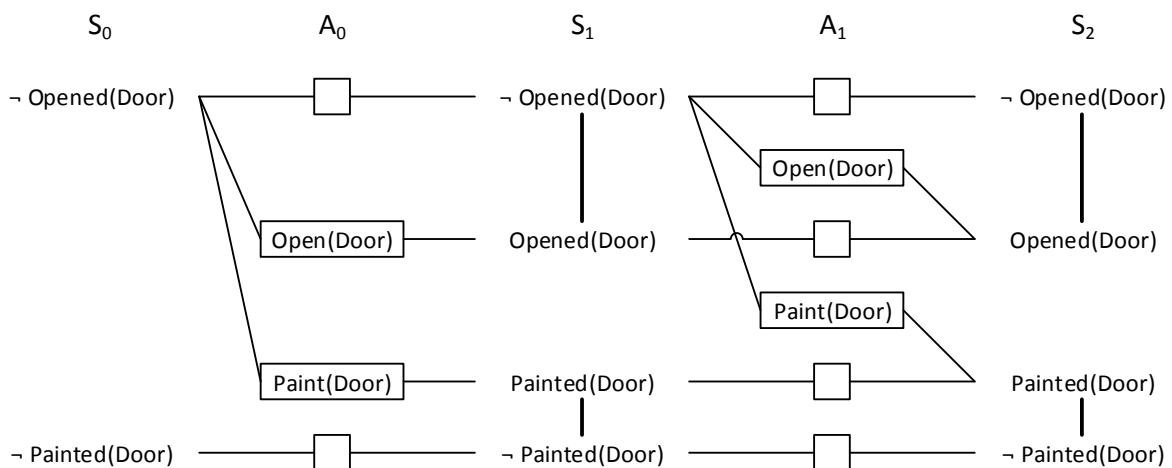 S₀ A₀ S₁ A₁ S₂
¬ Opened(Door) ¬ Opened(Door) ¬ Opened(Door)
Open(Door)
Open(Door) Opened(Door) Opened(Door)
Paint(Door)
Paint(Door) Painted(Door) Painted(Door)
¬ Painted(Door) ¬ Painted(Door) ¬ Painted(Door)